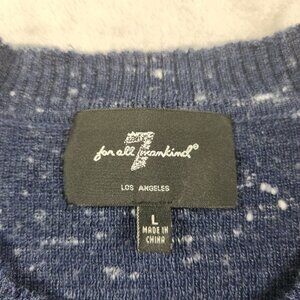 7
for all mankind®
LOS ANGELES
L
MADE IN
CHINA